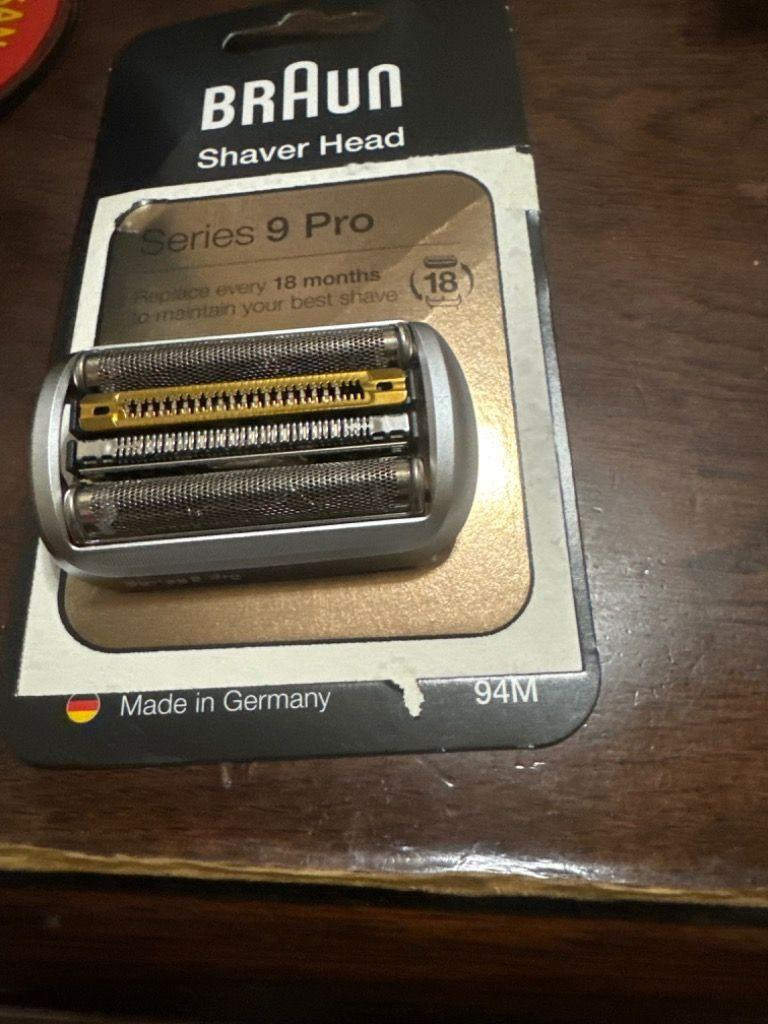 BRAUN
Shaver Head
Series 9 Pro
Replace every 18 months
to maintain your best shave
18
Made in Germany
94M